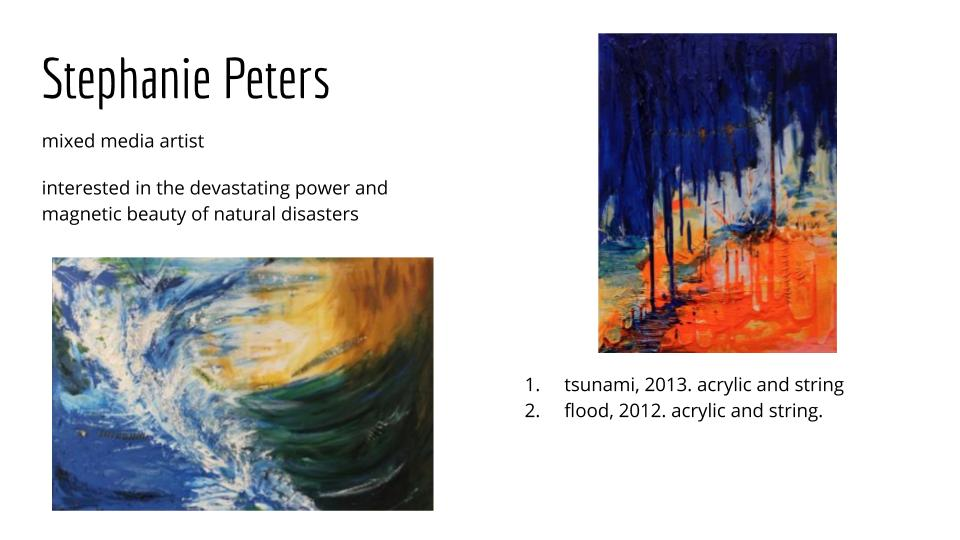 Stephanie Peters
mixed media artist
interested in the devastating power and
magnetic beauty of natural disasters
1. tsunami, 2013. acrylic and string
2. flood, 2012. acrylic and string.